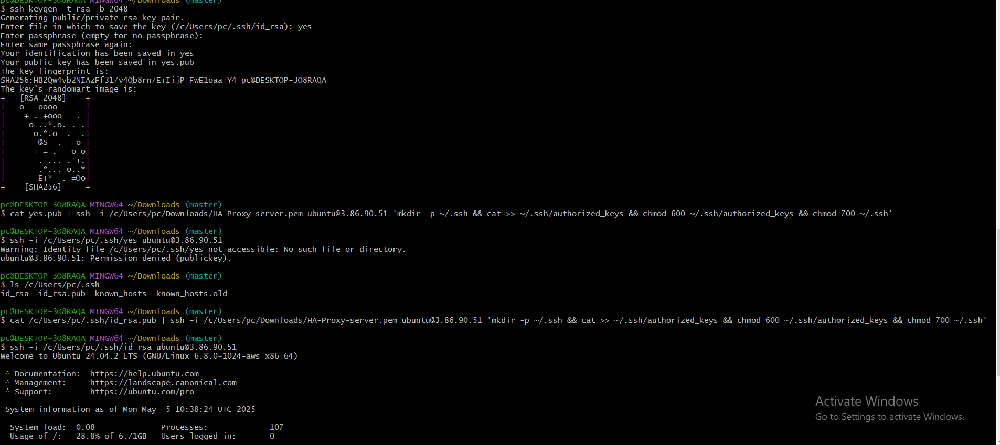 pc@DESKTOP-3O8RAQA MINGW64 ~/Downloads (master)
$ ssh-keygen -t rsa -b 2048
Generating public/private rsa key pair.
Enter file in which to save the key (/c/Users/pc/.ssh/id_rsa): yes
Enter passphrase (empty for no passphrase):
Enter same passphrase again:
Your identification has been saved in yes
Your public key has been saved in yes.pub
The key fingerprint is:
SHA256:HB2Qw4vb2NIAzFf317v4Qb8rn7E+IijP+FwE1oaa+Y4 pc@DESKTOP-3O8RAQA
The key's randomart image is:
+---[RSA 2048]----+
|   o   oooo      |
|    + . +ooo   . |
|     o ..*.o. . .|
|      o.*.o  .  .|
|       @S  .   o |
|      + = .   o o|
|       . ... . +.|
|       .*... o..*|
|       E+*  . =Oo|
+----[SHA256]-----+
pc@DESKTOP-3O8RAQA MINGW64 ~/Downloads (master)
$ cat yes.pub | ssh -i /c/Users/pc/Downloads/HA-Proxy-server.pem ubuntu@3.86.90.51 'mkdir -p ~/.ssh && cat >> ~/.ssh/authorized_keys && chmod 600 ~/.ssh/authorized_keys && chmod 700 ~/.ssh'
pc@DESKTOP-3O8RAQA MINGW64 ~/Downloads (master)
$ ssh -i /c/Users/pc/.ssh/yes ubuntu@3.86.90.51
Warning: Identity file /c/Users/pc/.ssh/yes not accessible: No such file or directory.
ubuntu@3.86.90.51: Permission denied (publickey).
pc@DESKTOP-3O8RAQA MINGW64 ~/Downloads (master)
$ ls /c/Users/pc/.ssh
id_rsa  id_rsa.pub  known_hosts  known_hosts.old
pc@DESKTOP-3O8RAQA MINGW64 ~/Downloads (master)
$ cat /c/Users/pc/.ssh/id_rsa.pub | ssh -i /c/Users/pc/Downloads/HA-Proxy-server.pem ubuntu@3.86.90.51 'mkdir -p ~/.ssh && cat >> ~/.ssh/authorized_keys && chmod 600 ~/.ssh/authorized_keys && chmod 700 ~/.ssh'
pc@DESKTOP-3O8RAQA MINGW64 ~/Downloads (master)
$ ssh -i /c/Users/pc/.ssh/id_rsa ubuntu@3.86.90.51
Welcome to Ubuntu 24.04.2 LTS (GNU/Linux 6.8.0-1024-aws x86_64)
* Documentation:  https://help.ubuntu.com
* Management:     https://landscape.canonical.com
* Support:        https://ubuntu.com/pro
System information as of Mon May  5 10:38:24 UTC 2025
System load:  0.08              Processes:             107
Usage of /:   28.8% of 6.71GB   Users logged in:       0
Activate Windows
Go to Settings to activate Windows.